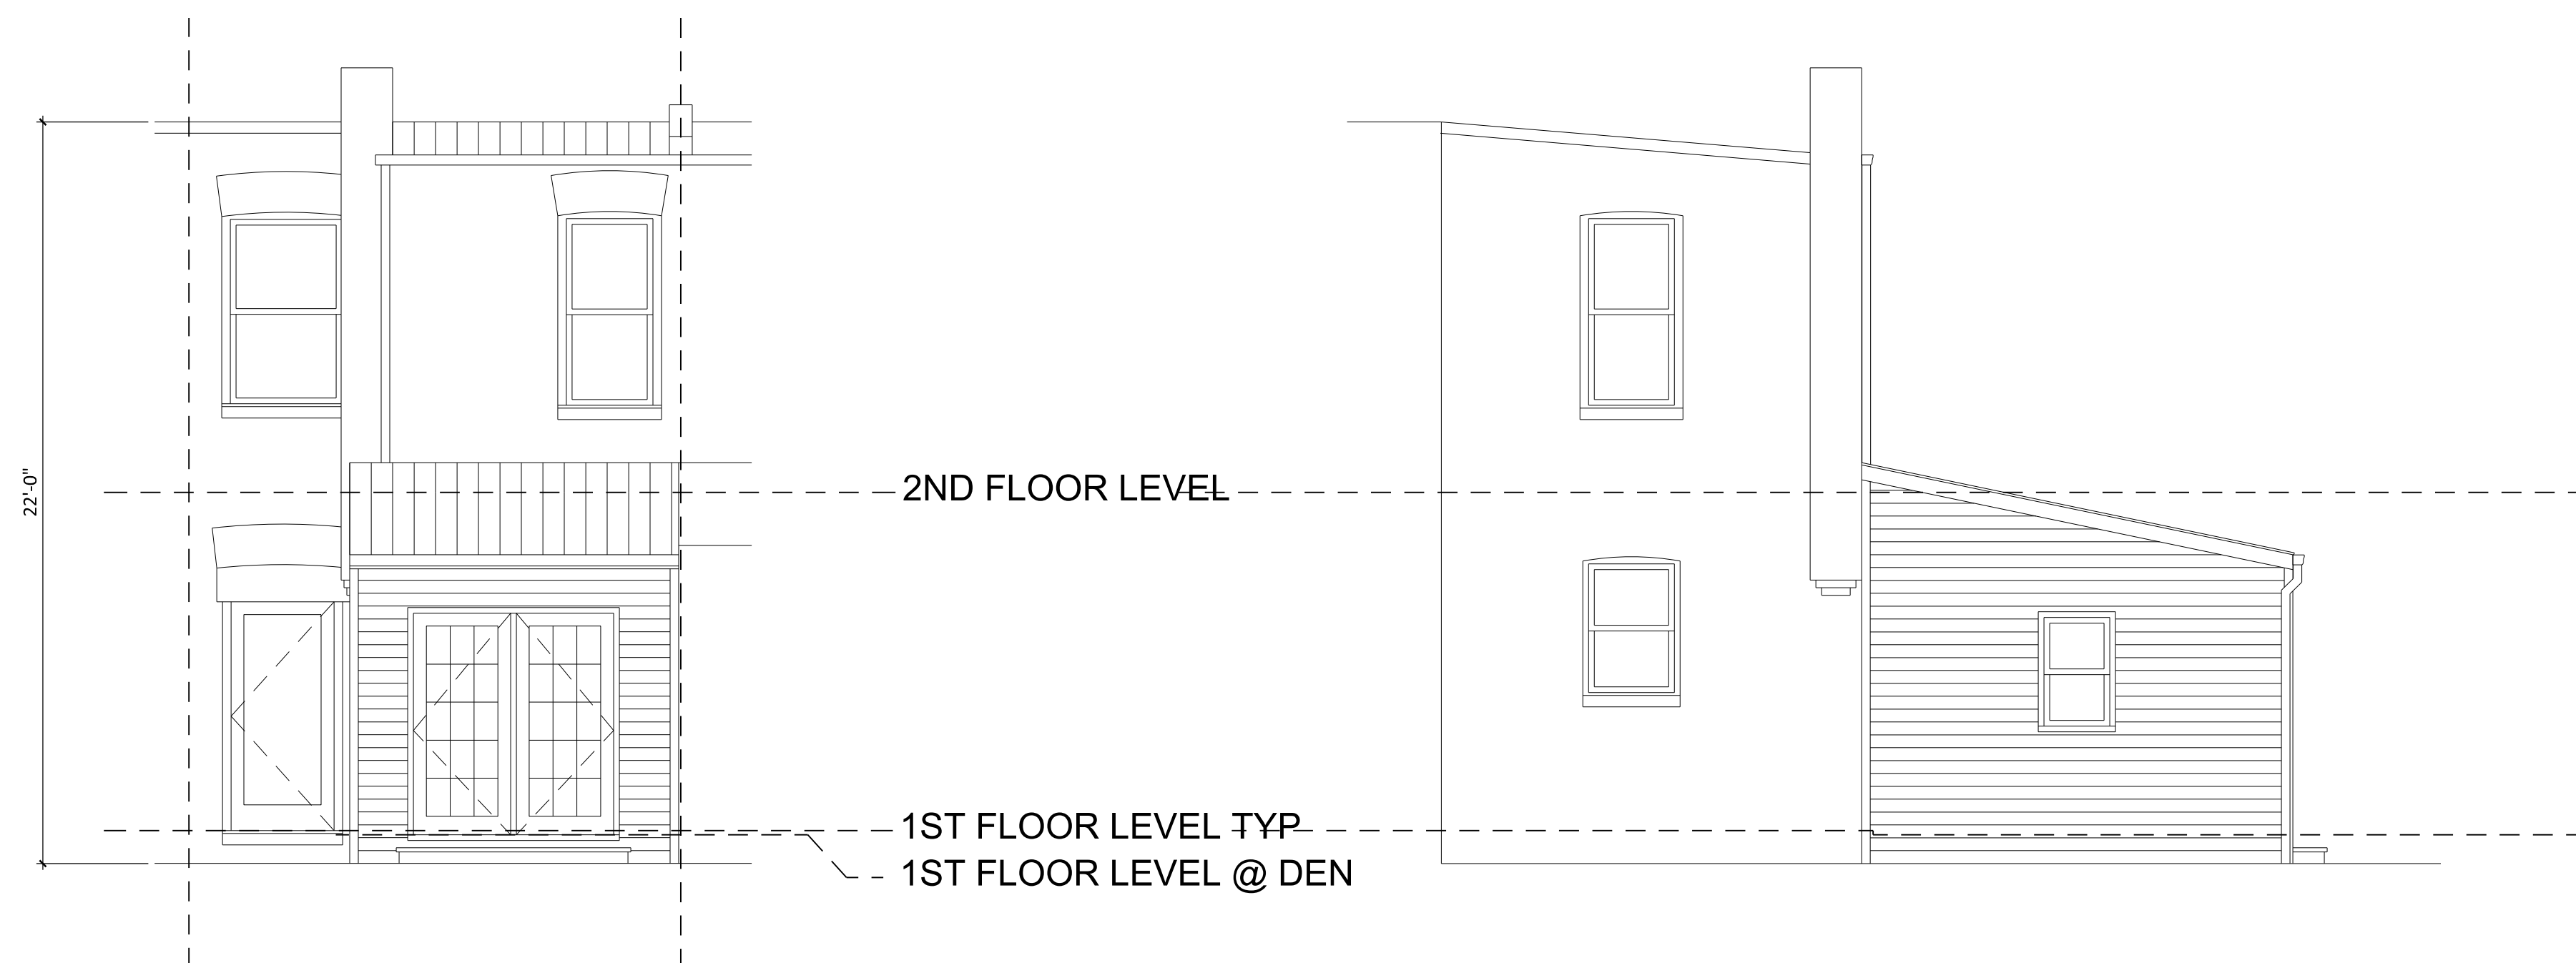 22'-0"
2ND FLOOR LEVEL
1ST FLOOR LEVEL TYP
1ST FLOOR LEVEL @ DEN